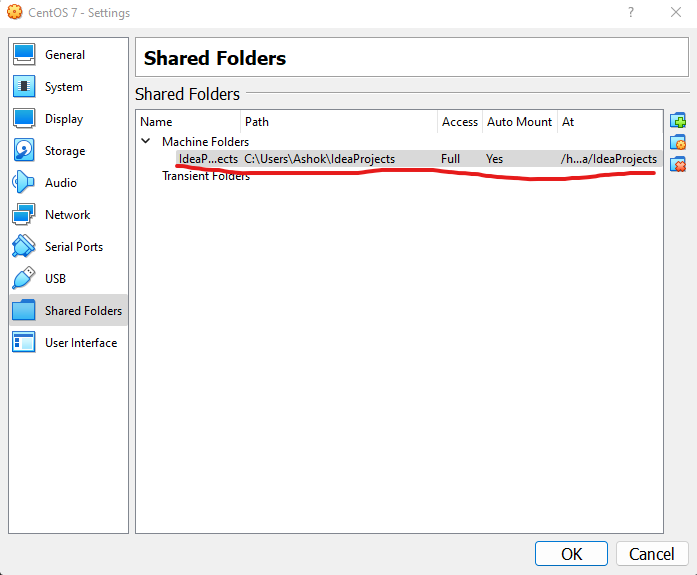 CentOS 7 - Settings ?
General
System
Display
Storage
Audio
Network
Serial Ports
USB
Shared Folders
User Interface
Shared Folders
Shared Folders
Name Path Access Auto Mount At
Machine Folders
IdeaP...ects C:\Users\Ashok\IdeaProjects Full Yes /h...a/IdeaProjects
Transient Folders
OK Cancel